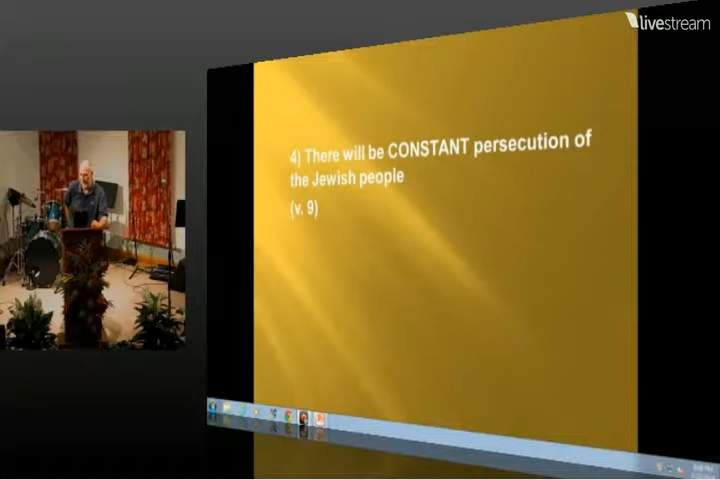 livestream
4) There will be CONSTANT persecution of
the Jewish people
(v. 9)